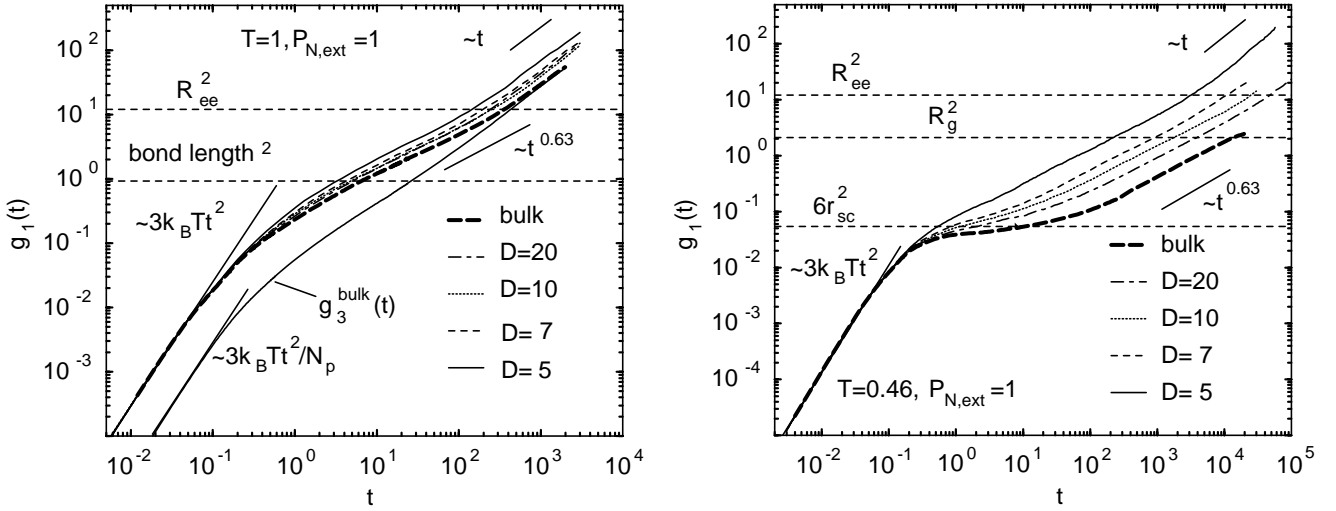 T=1, P_N,ext =1
~t
R_ee^2
bond length^2
~t^0.63
~3k_BTt^2
bulk
D=20
D=10
D= 7
D= 5
g_3^bulk(t)
~3k_BTt^2/N_p
g_1(t)
10^2
10^1
10^0
10^-1
10^-2
10^-3
10^-2 10^-1 10^0 10^1 10^2 10^3 10^4
t
~t
R_ee^2
R_g^2
6r_sc^2
~t^0.63
~3k_BTt^2
bulk
D=20
D=10
D= 7
D= 5
T=0.46, P_N,ext =1
g_1(t)
10^2
10^1
10^0
10^-1
10^-2
10^-3
10^-4
10^-2 10^-1 10^0 10^1 10^2 10^3 10^4 10^5
t